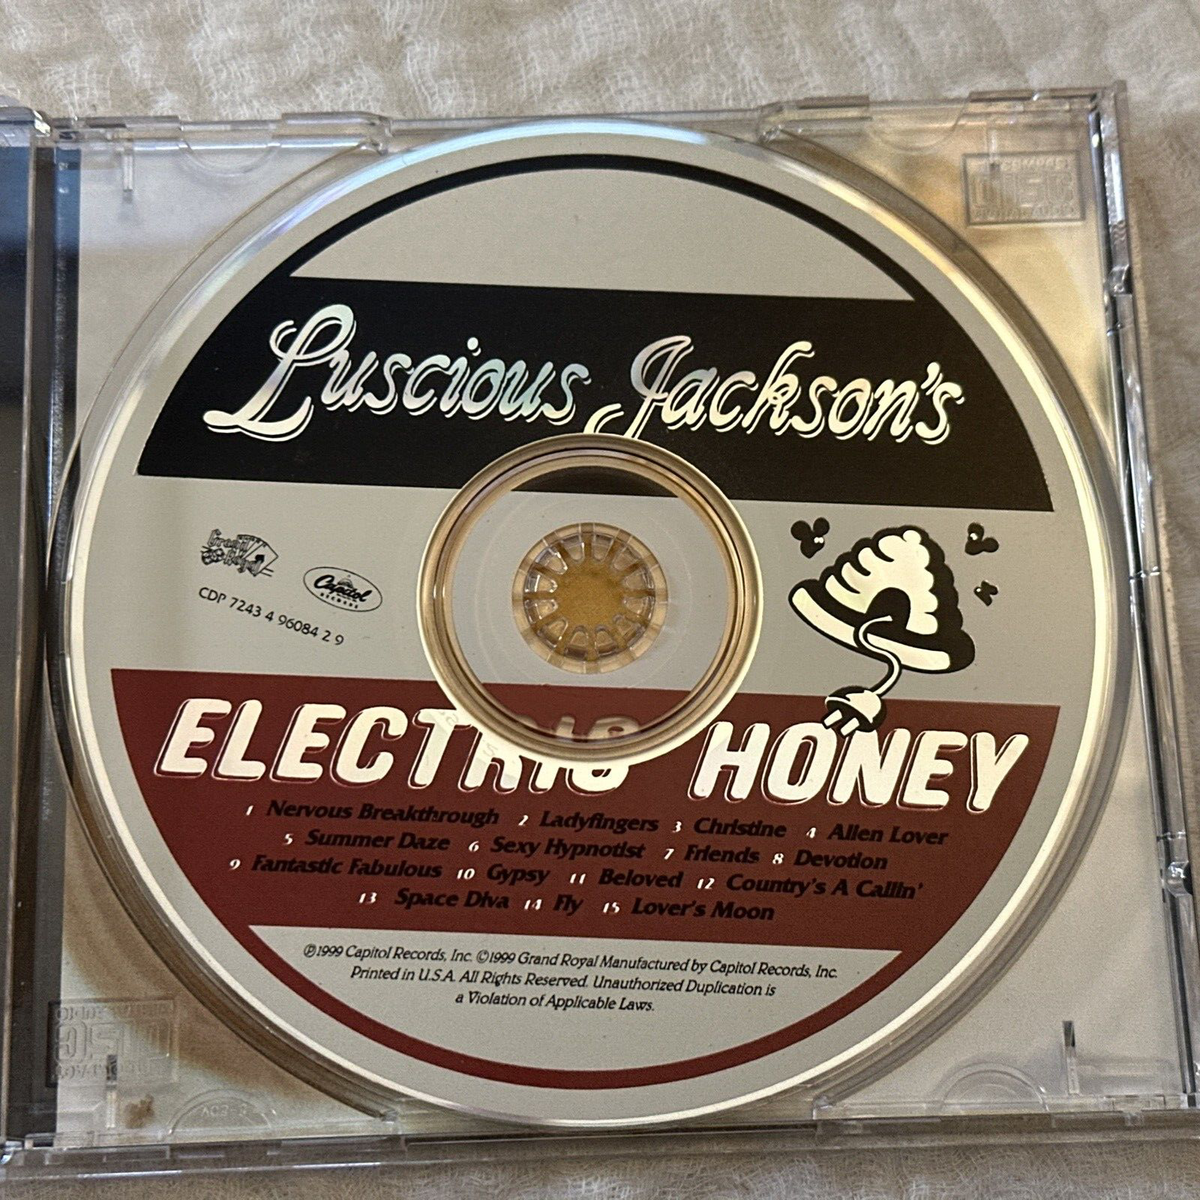 Luscious Jackson's
Grand Royal
Capitol
RECORDS
CDP 7243 4 96084 2 9
ELECTRIC HONEY
1 Nervous Breakthrough 2 Ladyfingers 3 Christine 4 Alien Lover
5 Summer Daze 6 Sexy Hypnotist 7 Friends 8 Devotion
9 Fantastic Fabulous 10 Gypsy 11 Beloved 12 Country's A Callin'
13 Space Diva 14 Fly 15 Lover's Moon
℗1999 Capitol Records, Inc. ©1999 Grand Royal Manufactured by Capitol Records, Inc.
Printed in U.S.A. All Rights Reserved. Unauthorized Duplication is
a Violation of Applicable Laws.